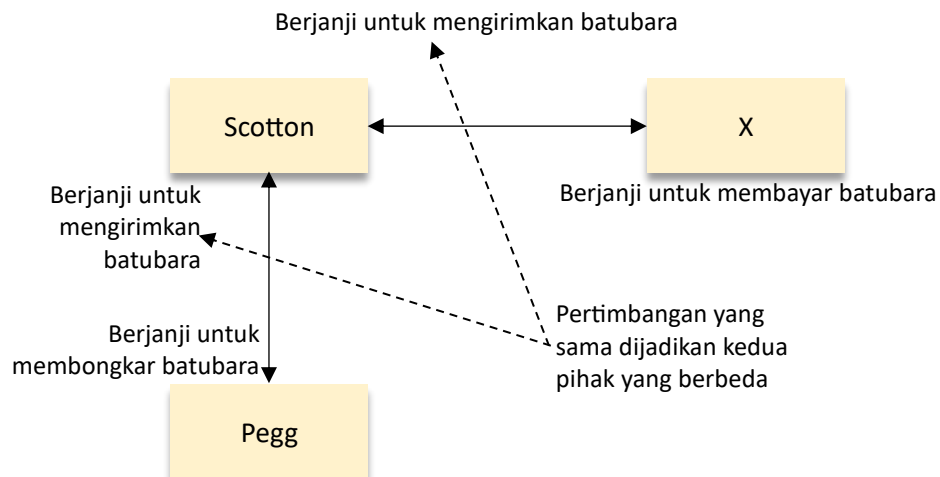 Berjanji untuk mengirimkan batubara
Scotton
X
Berjanji untuk
mengirimkan
batubara
Berjanji untuk membayar batubara
Berjanji untuk
membongkar batubara
Pertimbangan yang
sama dijadikan kedua
pihak yang berbeda
Pegg